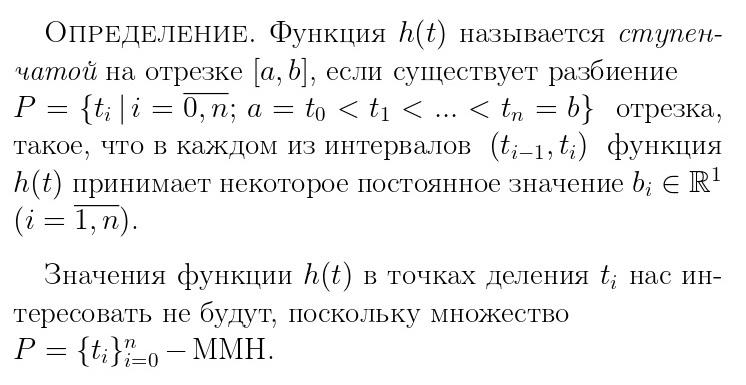 Определение. Функция h(t) называется ступен-
чатой на отрезке [a, b], если существует разбиение
P = {t_i | i = \overline{0, n}; a = t_0 < t_1 < ... < t_n = b} отрезка,
такое, что в каждом из интервалов (t_{i−1}, t_i) функция
h(t) принимает некоторое постоянное значение b_i ∈ ℝ^1
(i = \overline{1, n}).
Значения функции h(t) в точках деления t_i нас ин-
тересовать не будут, поскольку множество
P = {t_i}_{i=0}^n − ММН.